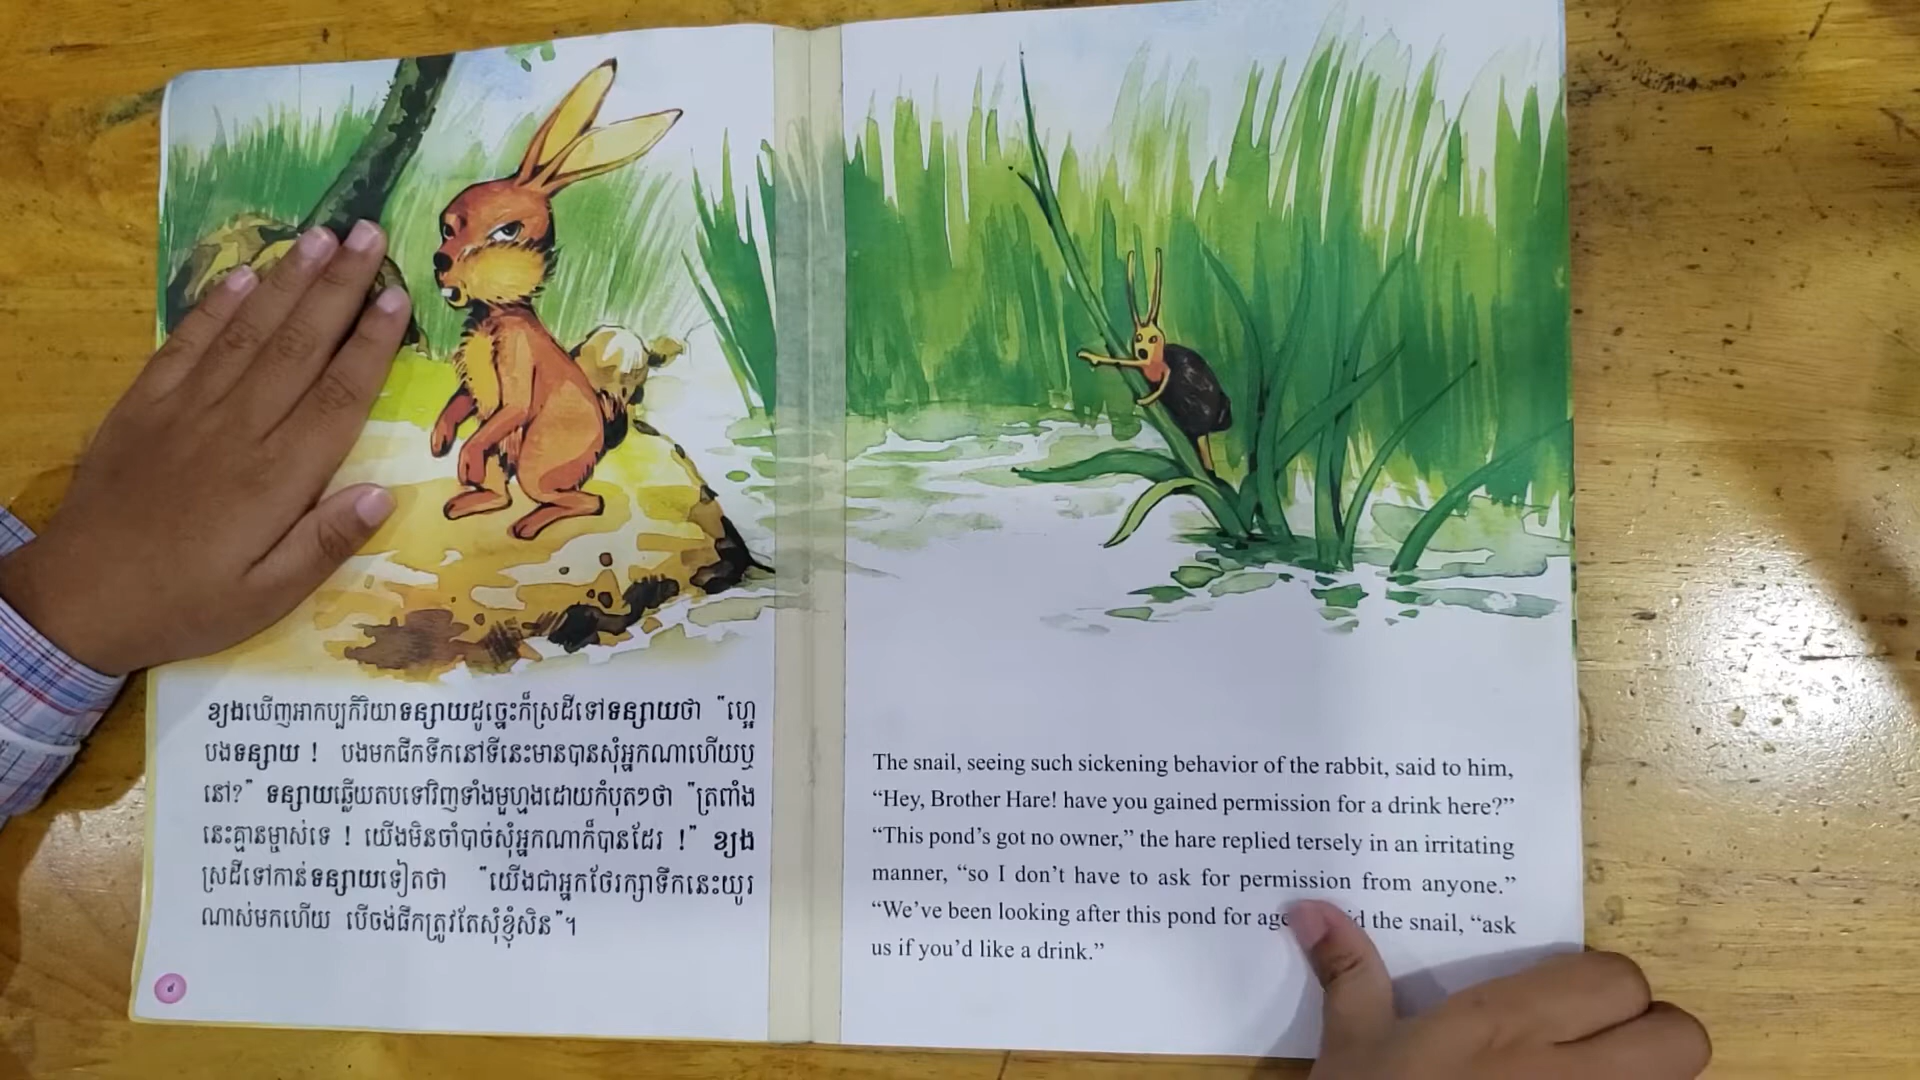 ខ្យងឃើញអាកប្បកិរិយាទន្សាយដូច្នេះក៏ស្រដីទៅទន្សាយថា "ហ្អេ
បងទន្សាយ ! បងមកផឹកទឹកនៅទីនេះមានបានសុំអ្នកណាហើយឬ
នៅ?" ទន្សាយឆ្លើយតបទៅវិញទាំងមួហ្មងដោយកំបុតៗថា "ត្រពាំង
នេះគ្មានម្ចាស់ទេ ! យើងមិនចាំបាច់សុំអ្នកណាក៏បានដែរ !" ខ្យង
ស្រដីទៅកាន់ទន្សាយទៀតថា "យើងជាអ្នកថែរក្សាទឹកនេះយូរ
ណាស់មកហើយ បើចង់ផឹកត្រូវតែសុំខ្ញុំសិន"។
The snail, seeing such sickening behavior of the rabbit, said to him,
“Hey, Brother Hare! have you gained permission for a drink here?”
“This pond’s got no owner,” the hare replied tersely in an irritating
manner, “so I don’t have to ask for permission from anyone.”
“We’ve been looking after this pond for the snail, “ask
us if you’d like a drink.”